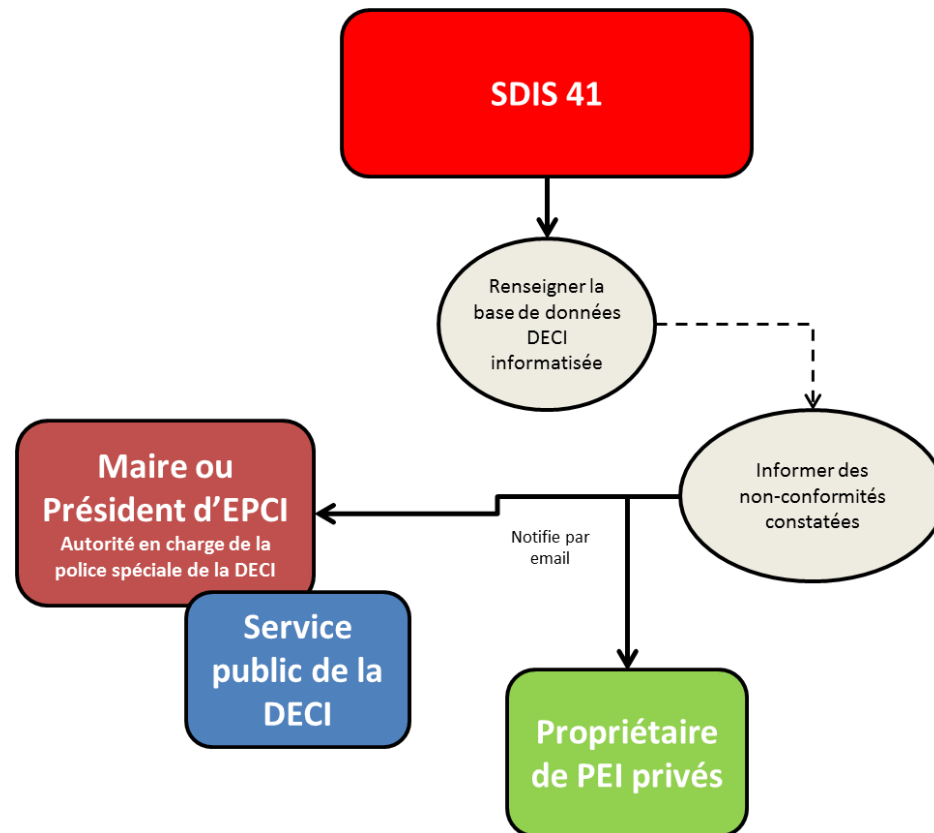 SDIS 41
Renseigner la
base de données
DECI
informatisée
Maire ou
Président d’EPCI
Autorité en charge de la
police spéciale de la DECI
Informer des
non-conformités
constatées
Notifie par
email
Service
public de la
DECI
Propriétaire
de PEI privés